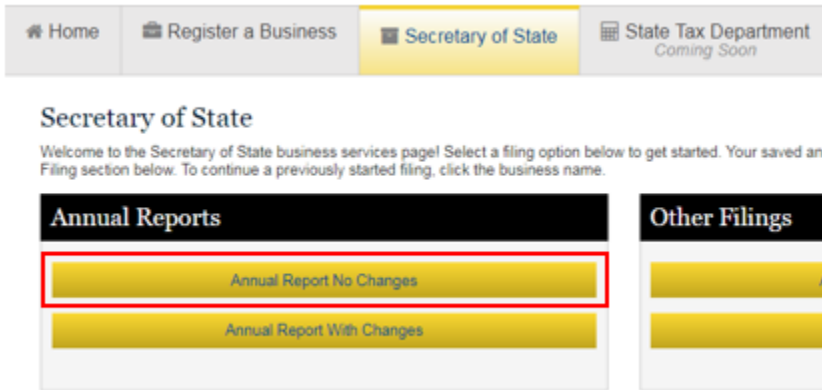 Home Register a Business Secretary of State State Tax Department
Coming Soon
Secretary of State
Welcome to the Secretary of State business services page! Select a filing option below to get started. Your saved
Filing section below. To continue a previously started filing, click the business name.
Annual Reports
Other Filings
Annual Report No Changes
Annual Report With Changes